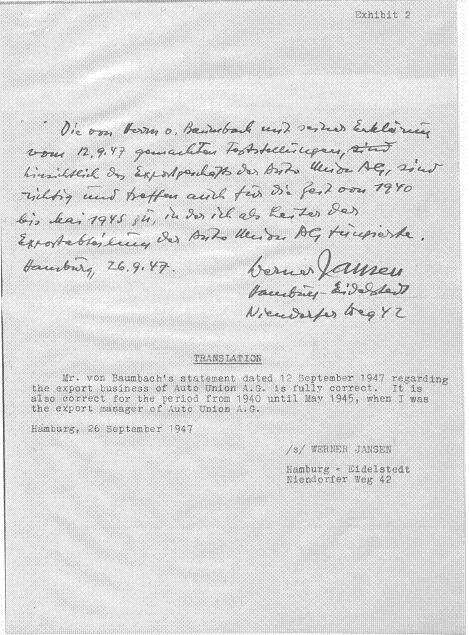 Exhibit 2
Die von Herrn v. Baumbach mit seiner Erklärung
vom 12.9.47 gemachten Feststellungen, sind
hinsichtlich des Exportgeschäfts der Auto Union AG, sind
richtig und treffen auch für die Zeit von 1940
bis Mai 1945 zu, in der ich als Leiter der
Exportabteilung der Auto Union AG fungierte.
Hamburg, 26.9.47.
Werner Jansen
Hamburg-Eidelstedt
Niendorfer Weg 42
TRANSLATION
Mr. von Baumbach's statement dated 12 September 1947 regarding
the export business of Auto Union A.G. is fully correct. It is
also correct for the period from 1940 until May 1945, when I was
the export manager of Auto Union A.G.
Hamburg, 26 September 1947
/s/ WERNER JANSEN
Hamburg - Eidelstedt
Niendorfer Weg 42